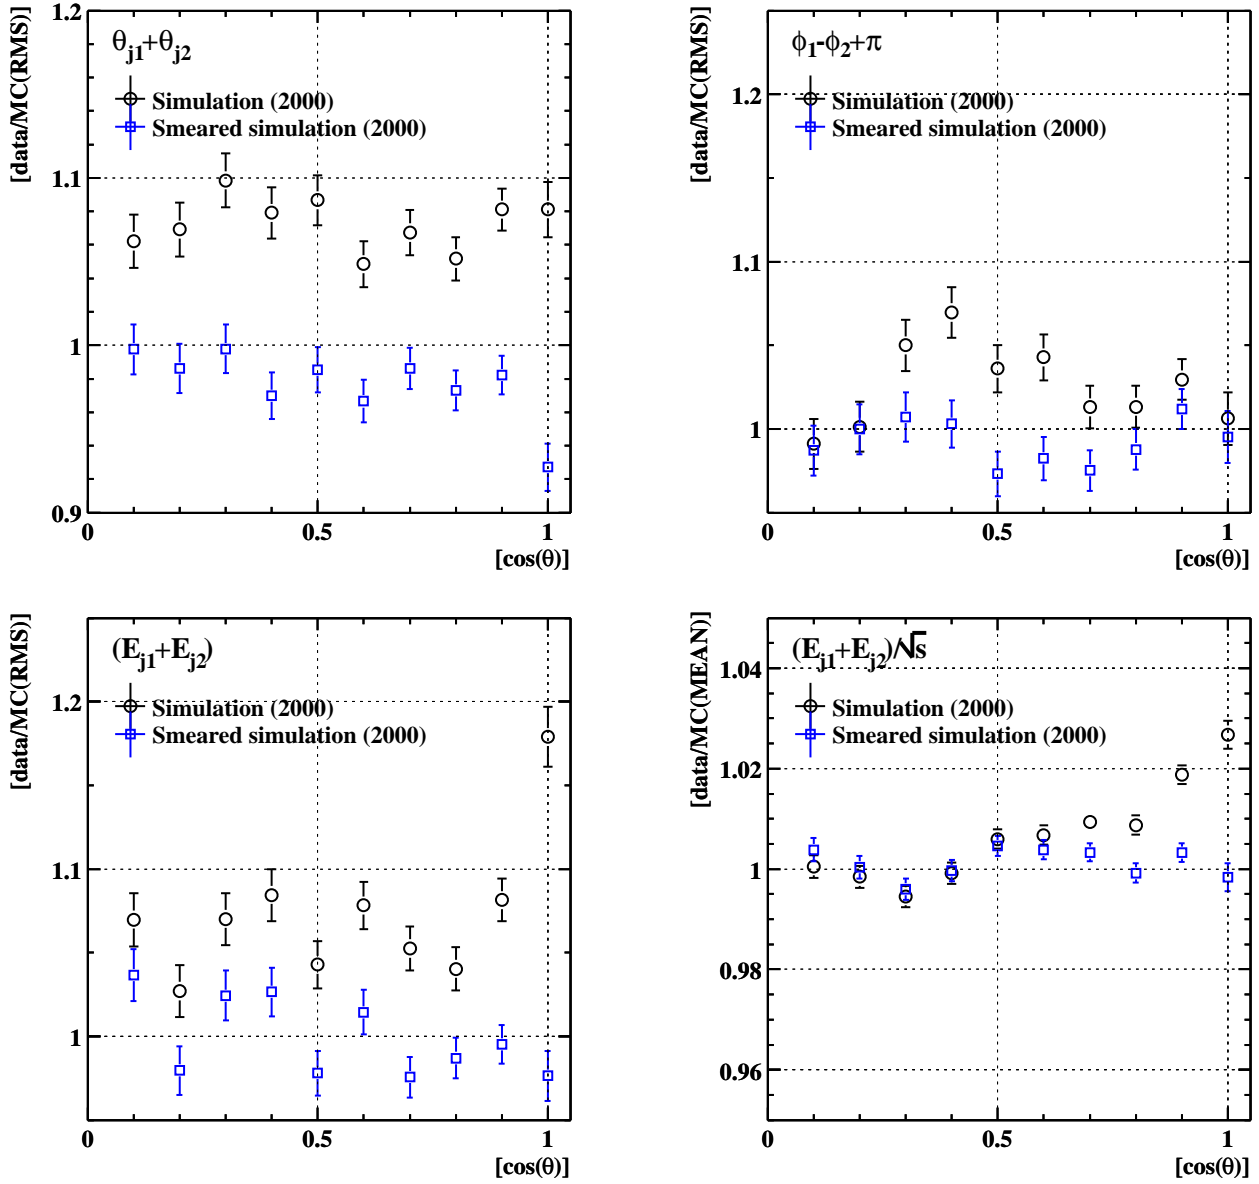 [data/MC(RMS)]
1.2
1.1
1
0.9
θj1+θj2
Simulation (2000)
Smeared simulation (2000)
0 0.5 1
[cos(θ)]
[data/MC(RMS)]
1.2
1.1
1
ϕ1-ϕ2+π
Simulation (2000)
Smeared simulation (2000)
0 0.5 1
[cos(θ)]
[data/MC(RMS)]
1.2
1.1
1
(Ej1+Ej2)
Simulation (2000)
Smeared simulation (2000)
0 0.5 1
[cos(θ)]
[data/MC(MEAN)]
1.04
1.02
1
0.98
0.96
(Ej1+Ej2)/√s
Simulation (2000)
Smeared simulation (2000)
0 0.5 1
[cos(θ)]